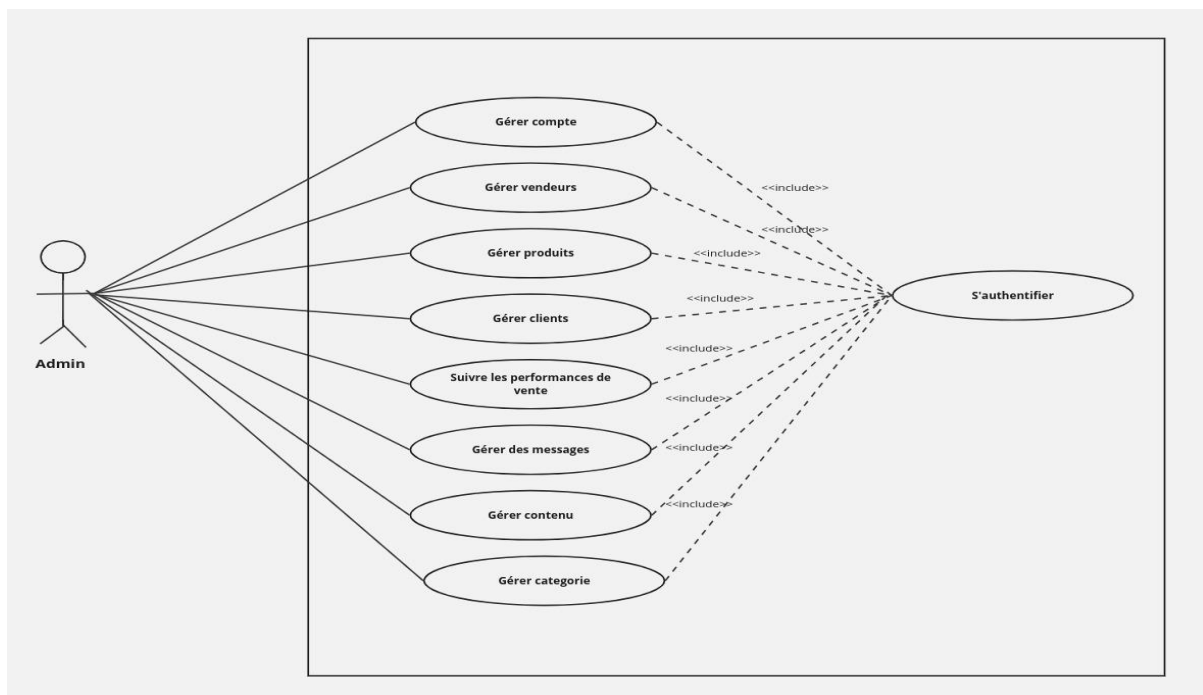 Gérer compte
Gérer vendeurs
<<include>>
<<include>>
Gérer produits
<<include>>
Gérer clients
<<include>>
S'authentifier
Admin
Suivre les performances de
vente
<<include>>
Gérer des messages
<<include>>
Gérer contenu
<<include>>
Gérer categorie
<<include>>